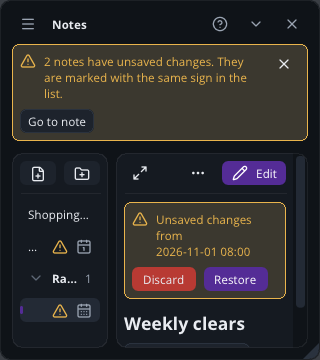 Notes
2 notes have unsaved changes. They
are marked with the same sign in the
list.
Go to note
Edit
Shopping...
...
Ra... 1
Unsaved changes
from
2026-11-01 08:00
Discard Restore
Weekly clears